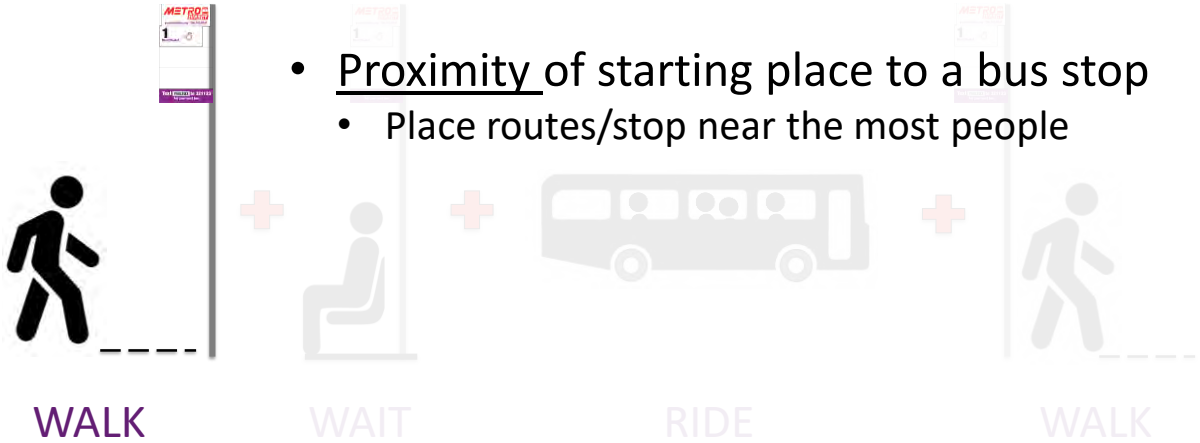 METRO
1
• Proximity of starting place to a bus stop
• Place routes/stop near the most people
WALK
WAIT
RIDE
WALK